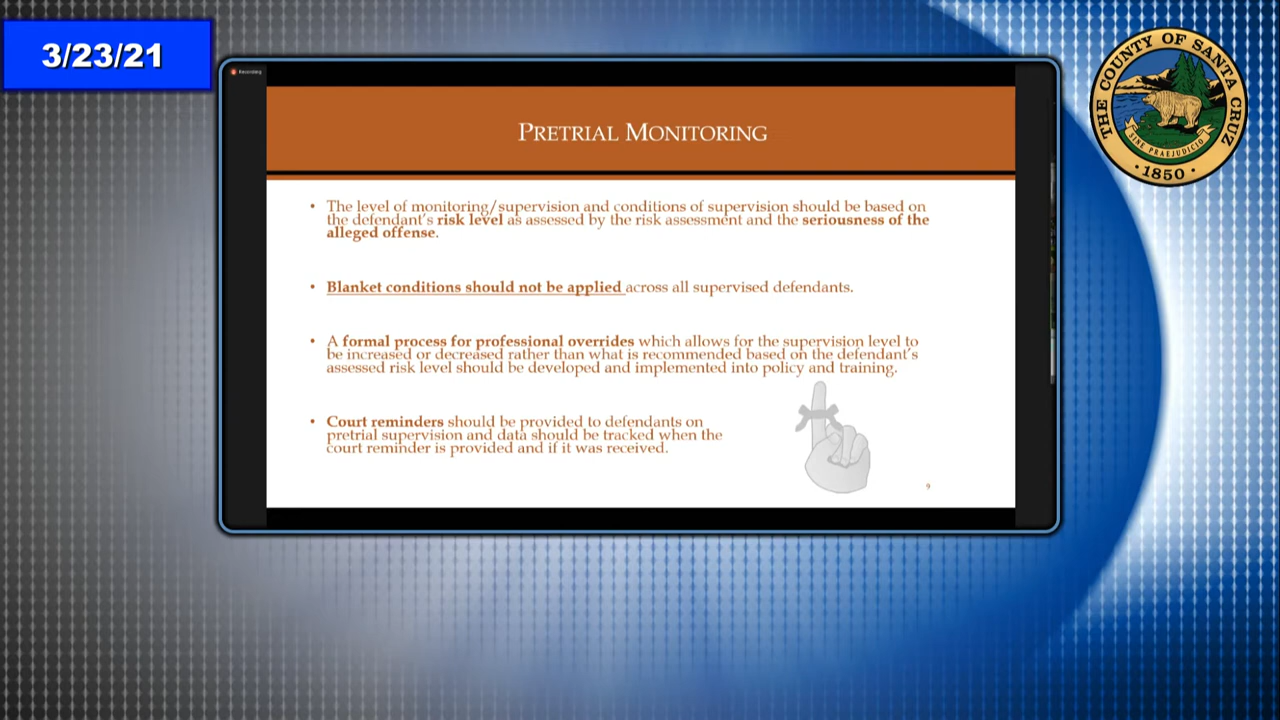 3/23/21
Recording
THE COUNTY OF SANTA CRUZ
SINE PRAEJUDICIO
• 1850 •
PRETRIAL MONITORING
• The level of monitoring/supervision and conditions of supervision should be based on
the defendant's risk level as assessed by the risk assessment and the seriousness of the
alleged offense.
• Blanket conditions should not be applied across all supervised defendants.
• A formal process for professional overrides which allows for the supervision level to
be increased or decreased rather than what is recommended based on the defendant's
assessed risk level should be developed and implemented into policy and training.
• Court reminders should be provided to defendants on
pretrial supervision and data should be tracked when the
court reminder is provided and if it was received.
9